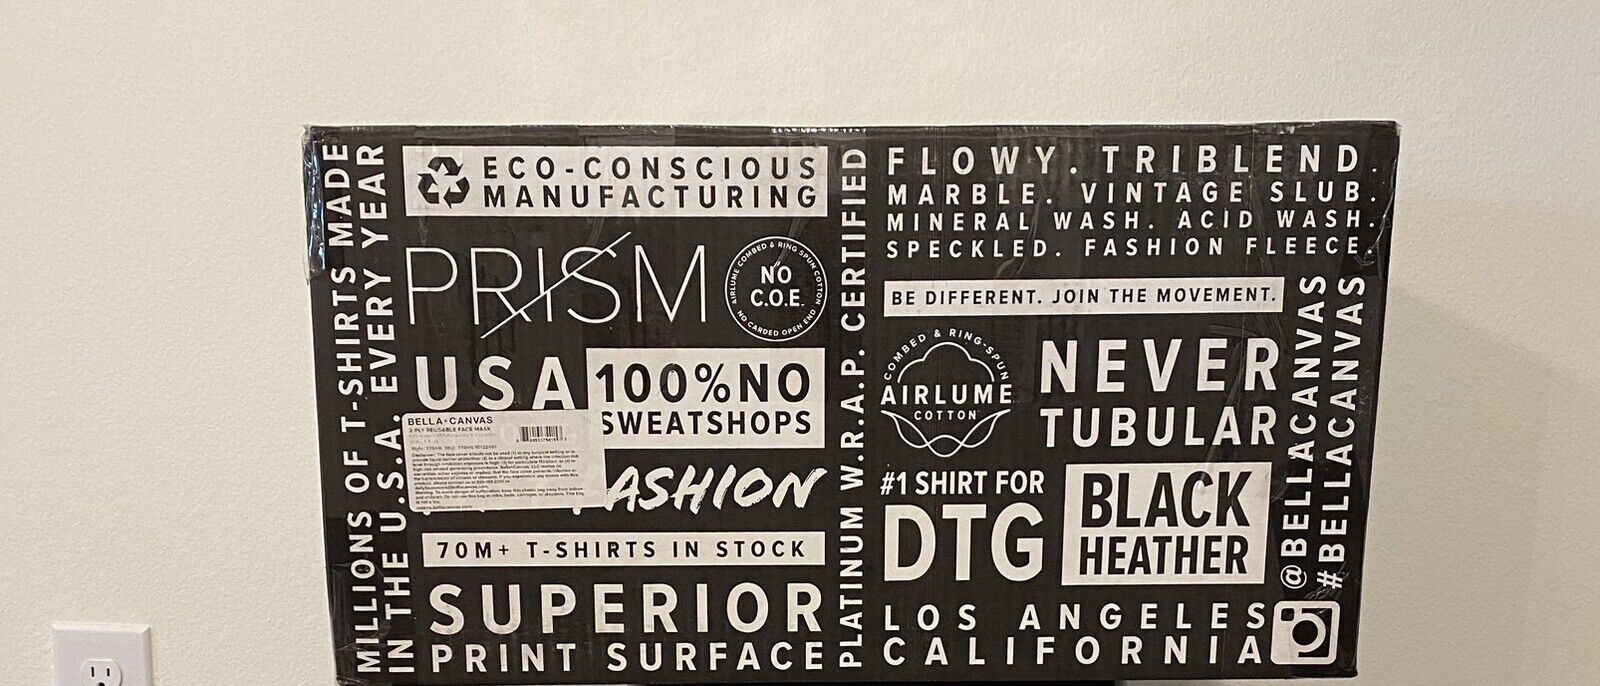 MILLIONS OF T-SHIRTS MADE
IN THE U.S.A. EVERY YEAR
ECO-CONSCIOUS
MANUFACTURING
PRISM
AIRLUME COMBED & RING SPUN COTTON
NO
C.O.E.
NO CARDED OPEN END
USA
100% NO
SWEATSHOPS
BELLA+CANVAS
2-PLY REUSABLE FACE MASK
FASHION
70M+ T-SHIRTS IN STOCK
SUPERIOR
PRINT SURFACE
PLATINUM W.R.A.P. CERTIFIED
FLOWY. TRIBLEND.
MARBLE. VINTAGE SLUB.
MINERAL WASH. ACID WASH.
SPECKLED. FASHION FLEECE.
BE DIFFERENT. JOIN THE MOVEMENT.
COMBED & RING-SPUN
AIRLUME
COTTON
NEVER
TUBULAR
#1 SHIRT FOR
DTG
BLACK
HEATHER
LOS ANGELES
CALIFORNIA
@BELLACANVAS
#BELLACANVAS